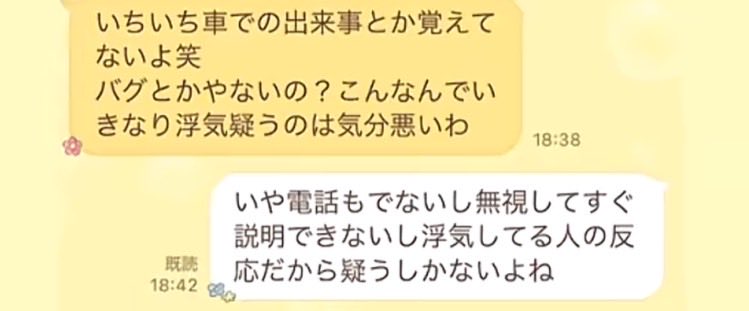 いちいち車での出来事とか覚えて
ないよ笑
バグとかやないの？こんなんでい
きなり浮気疑うのは気分悪いわ
18:38
いや電話もでないし無視してすぐ
説明できないし浮気してる人の反
応だから疑うしかないよね
既読
18:42